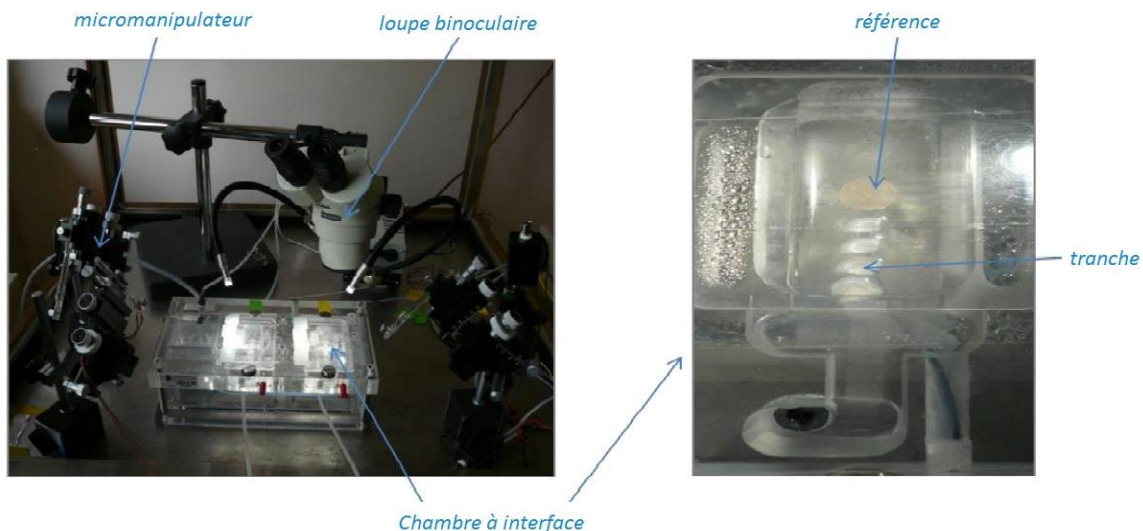 micromanipulateur
loupe binoculaire
référence
tranche
Chambre à interface